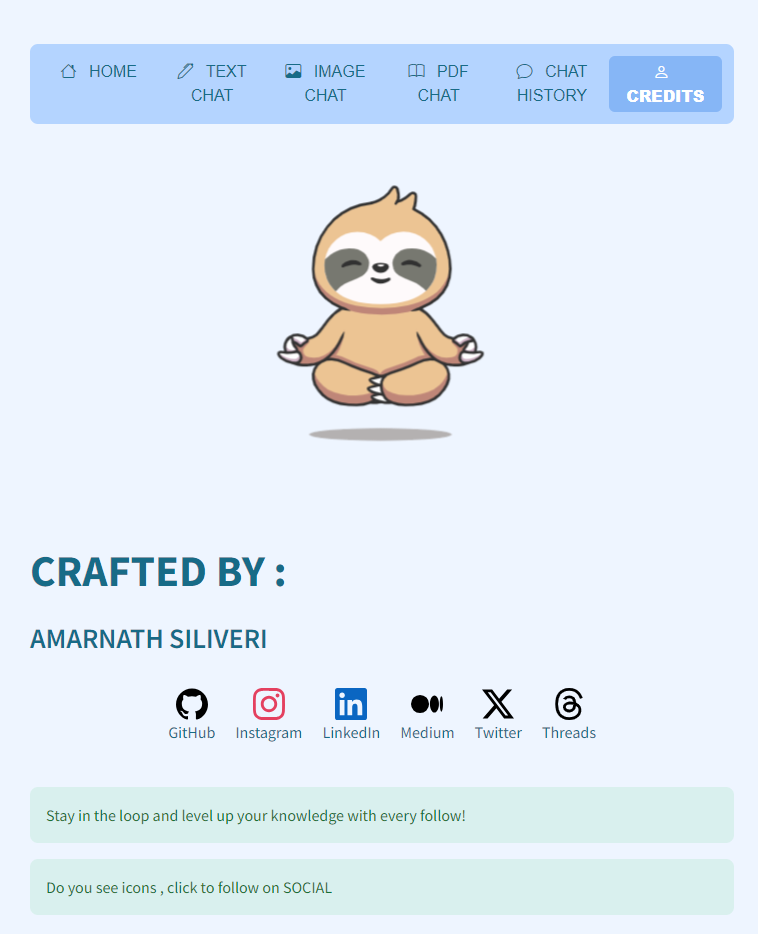 HOME
TEXT
CHAT
IMAGE
CHAT
PDF
CHAT
CHAT
HISTORY
CREDITS
CRAFTED BY :
AMARNATH SILIVERI
GitHub
Instagram
LinkedIn
Medium
Twitter
Threads
Stay in the loop and level up your knowledge with every follow!
Do you see icons , click to follow on SOCIAL